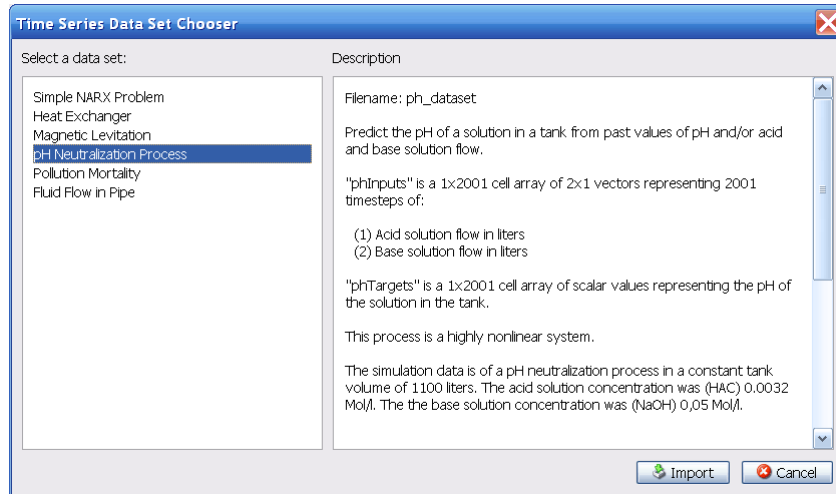 Time Series Data Set Chooser
Select a data set:
Simple NARX Problem
Heat Exchanger
Magnetic Levitation
pH Neutralization Process
Pollution Mortality
Fluid Flow in Pipe
Description
Filename: ph_dataset
Predict the pH of a solution in a tank from past values of pH and/or acid
and base solution flow.
"phInputs" is a 1x2001 cell array of 2x1 vectors representing 2001
timesteps of:
(1) Acid solution flow in liters
(2) Base solution flow in liters
"phTargets" is a 1x2001 cell array of scalar values representing the pH of
the solution in the tank.
This process is a highly nonlinear system.
The simulation data is of a pH neutralization process in a constant tank
volume of 1100 liters. The acid solution concentration was (HAC) 0.0032
Mol/l. The the base solution concentration was (NaOH) 0,05 Mol/l.
Import
Cancel